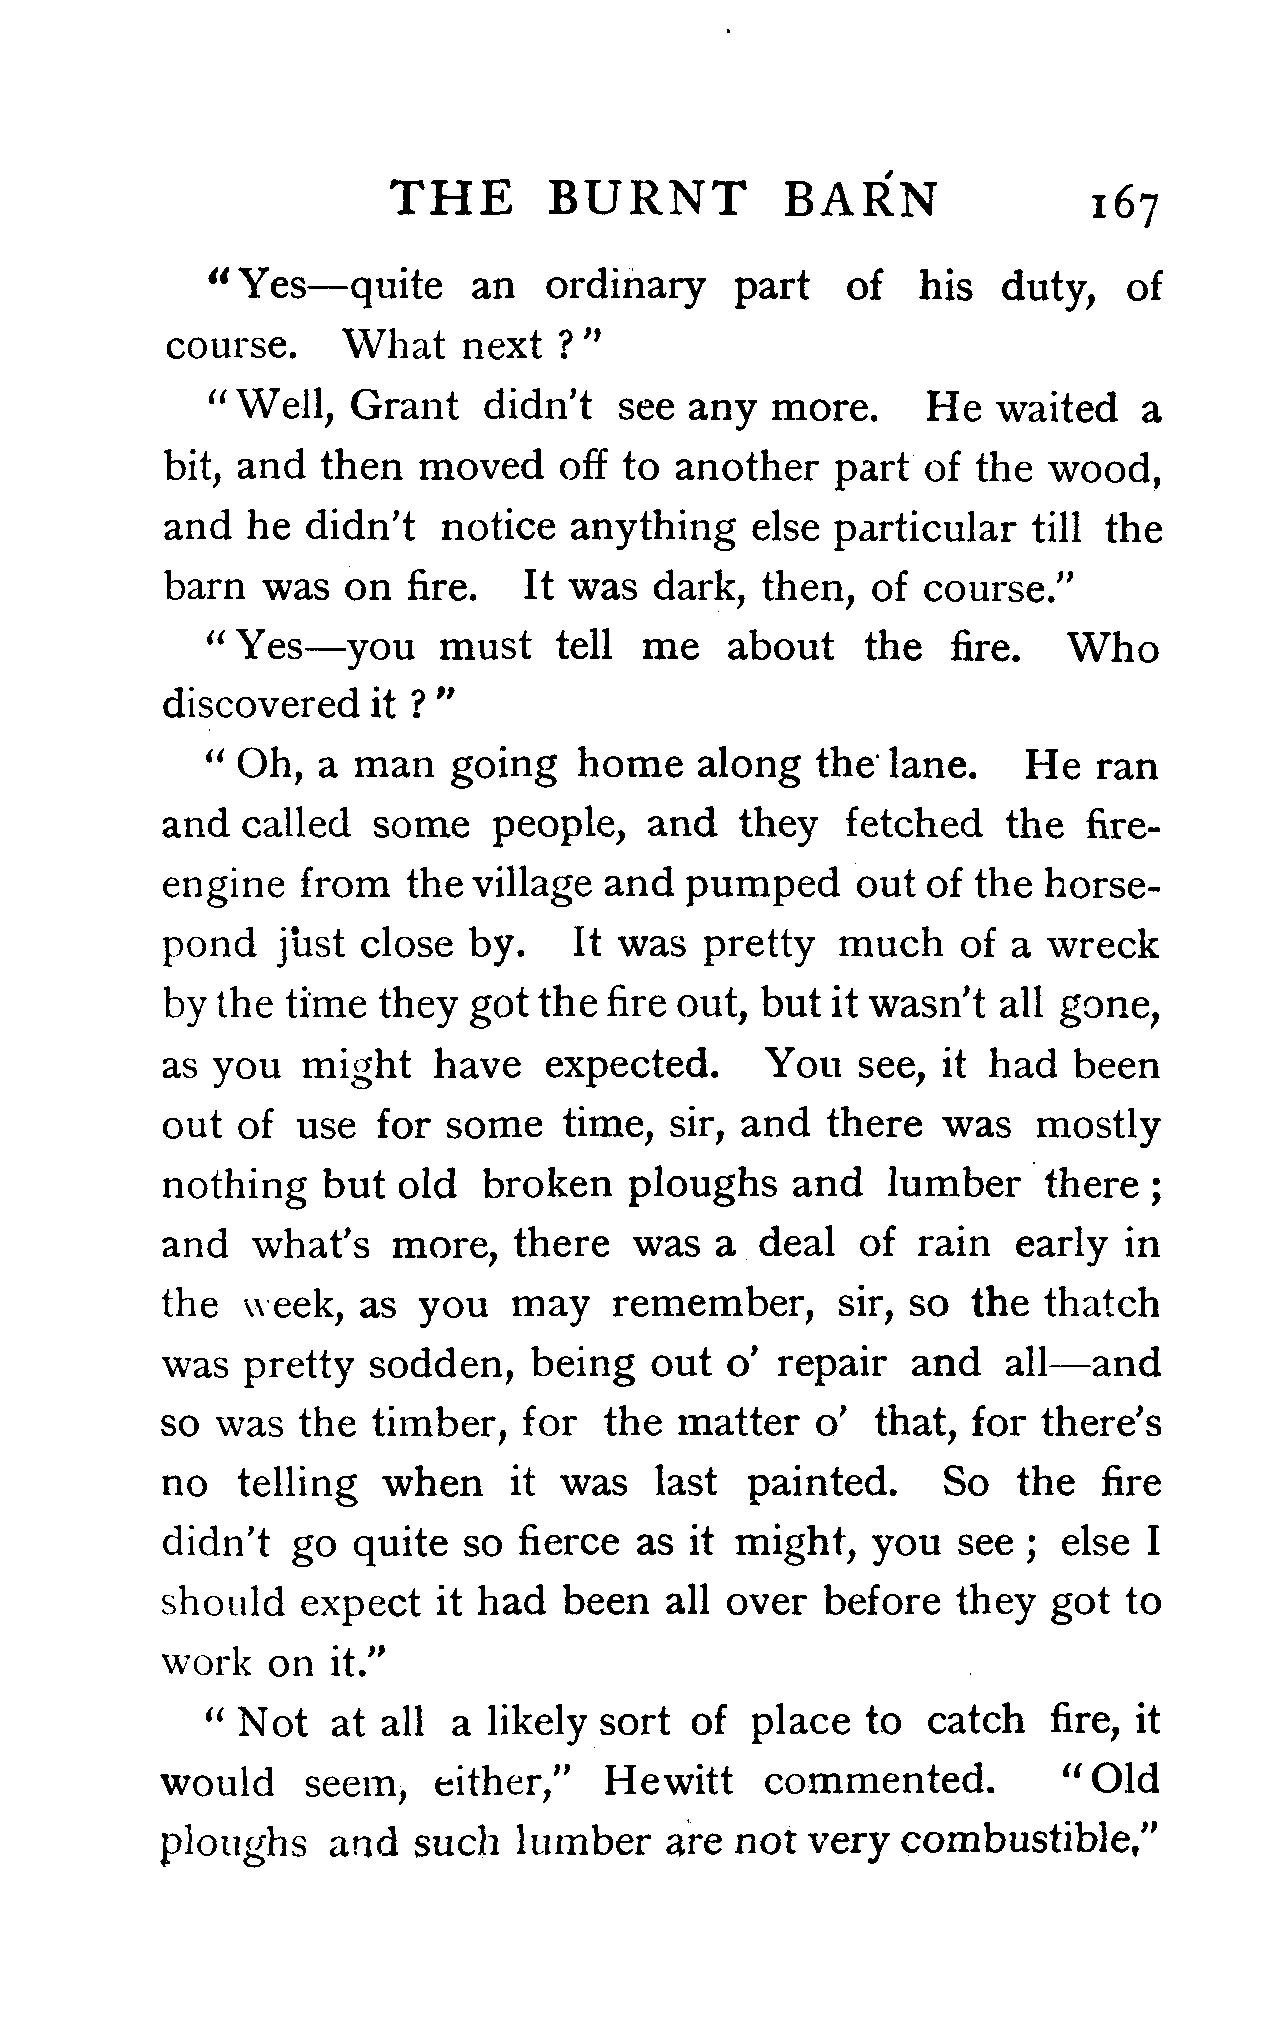 THE BURNT BARN 167
"Yes—quite an ordinary part of his duty, of
course. What next ?"
"Well, Grant didn't see any more. He waited a
bit, and then moved off to another part of the wood,
and he didn't notice anything else particular till the
barn was on fire. It was dark, then, of course."
"Yes—you must tell me about the fire. Who
discovered it ?"
"Oh, a man going home along the lane. He ran
and called some people, and they fetched the fire-
engine from the village and pumped out of the horse-
pond just close by. It was pretty much of a wreck
by the time they got the fire out, but it wasn't all gone,
as you might have expected. You see, it had been
out of use for some time, sir, and there was mostly
nothing but old broken ploughs and lumber there ;
and what's more, there was a deal of rain early in
the week, as you may remember, sir, so the thatch
was pretty sodden, being out o' repair and all—and
so was the timber, for the matter o' that, for there's
no telling when it was last painted. So the fire
didn't go quite so fierce as it might, you see ; else I
should expect it had been all over before they got to
work on it."
"Not at all a likely sort of place to catch fire, it
would seem, either," Hewitt commented. "Old
ploughs and such lumber are not very combustible."